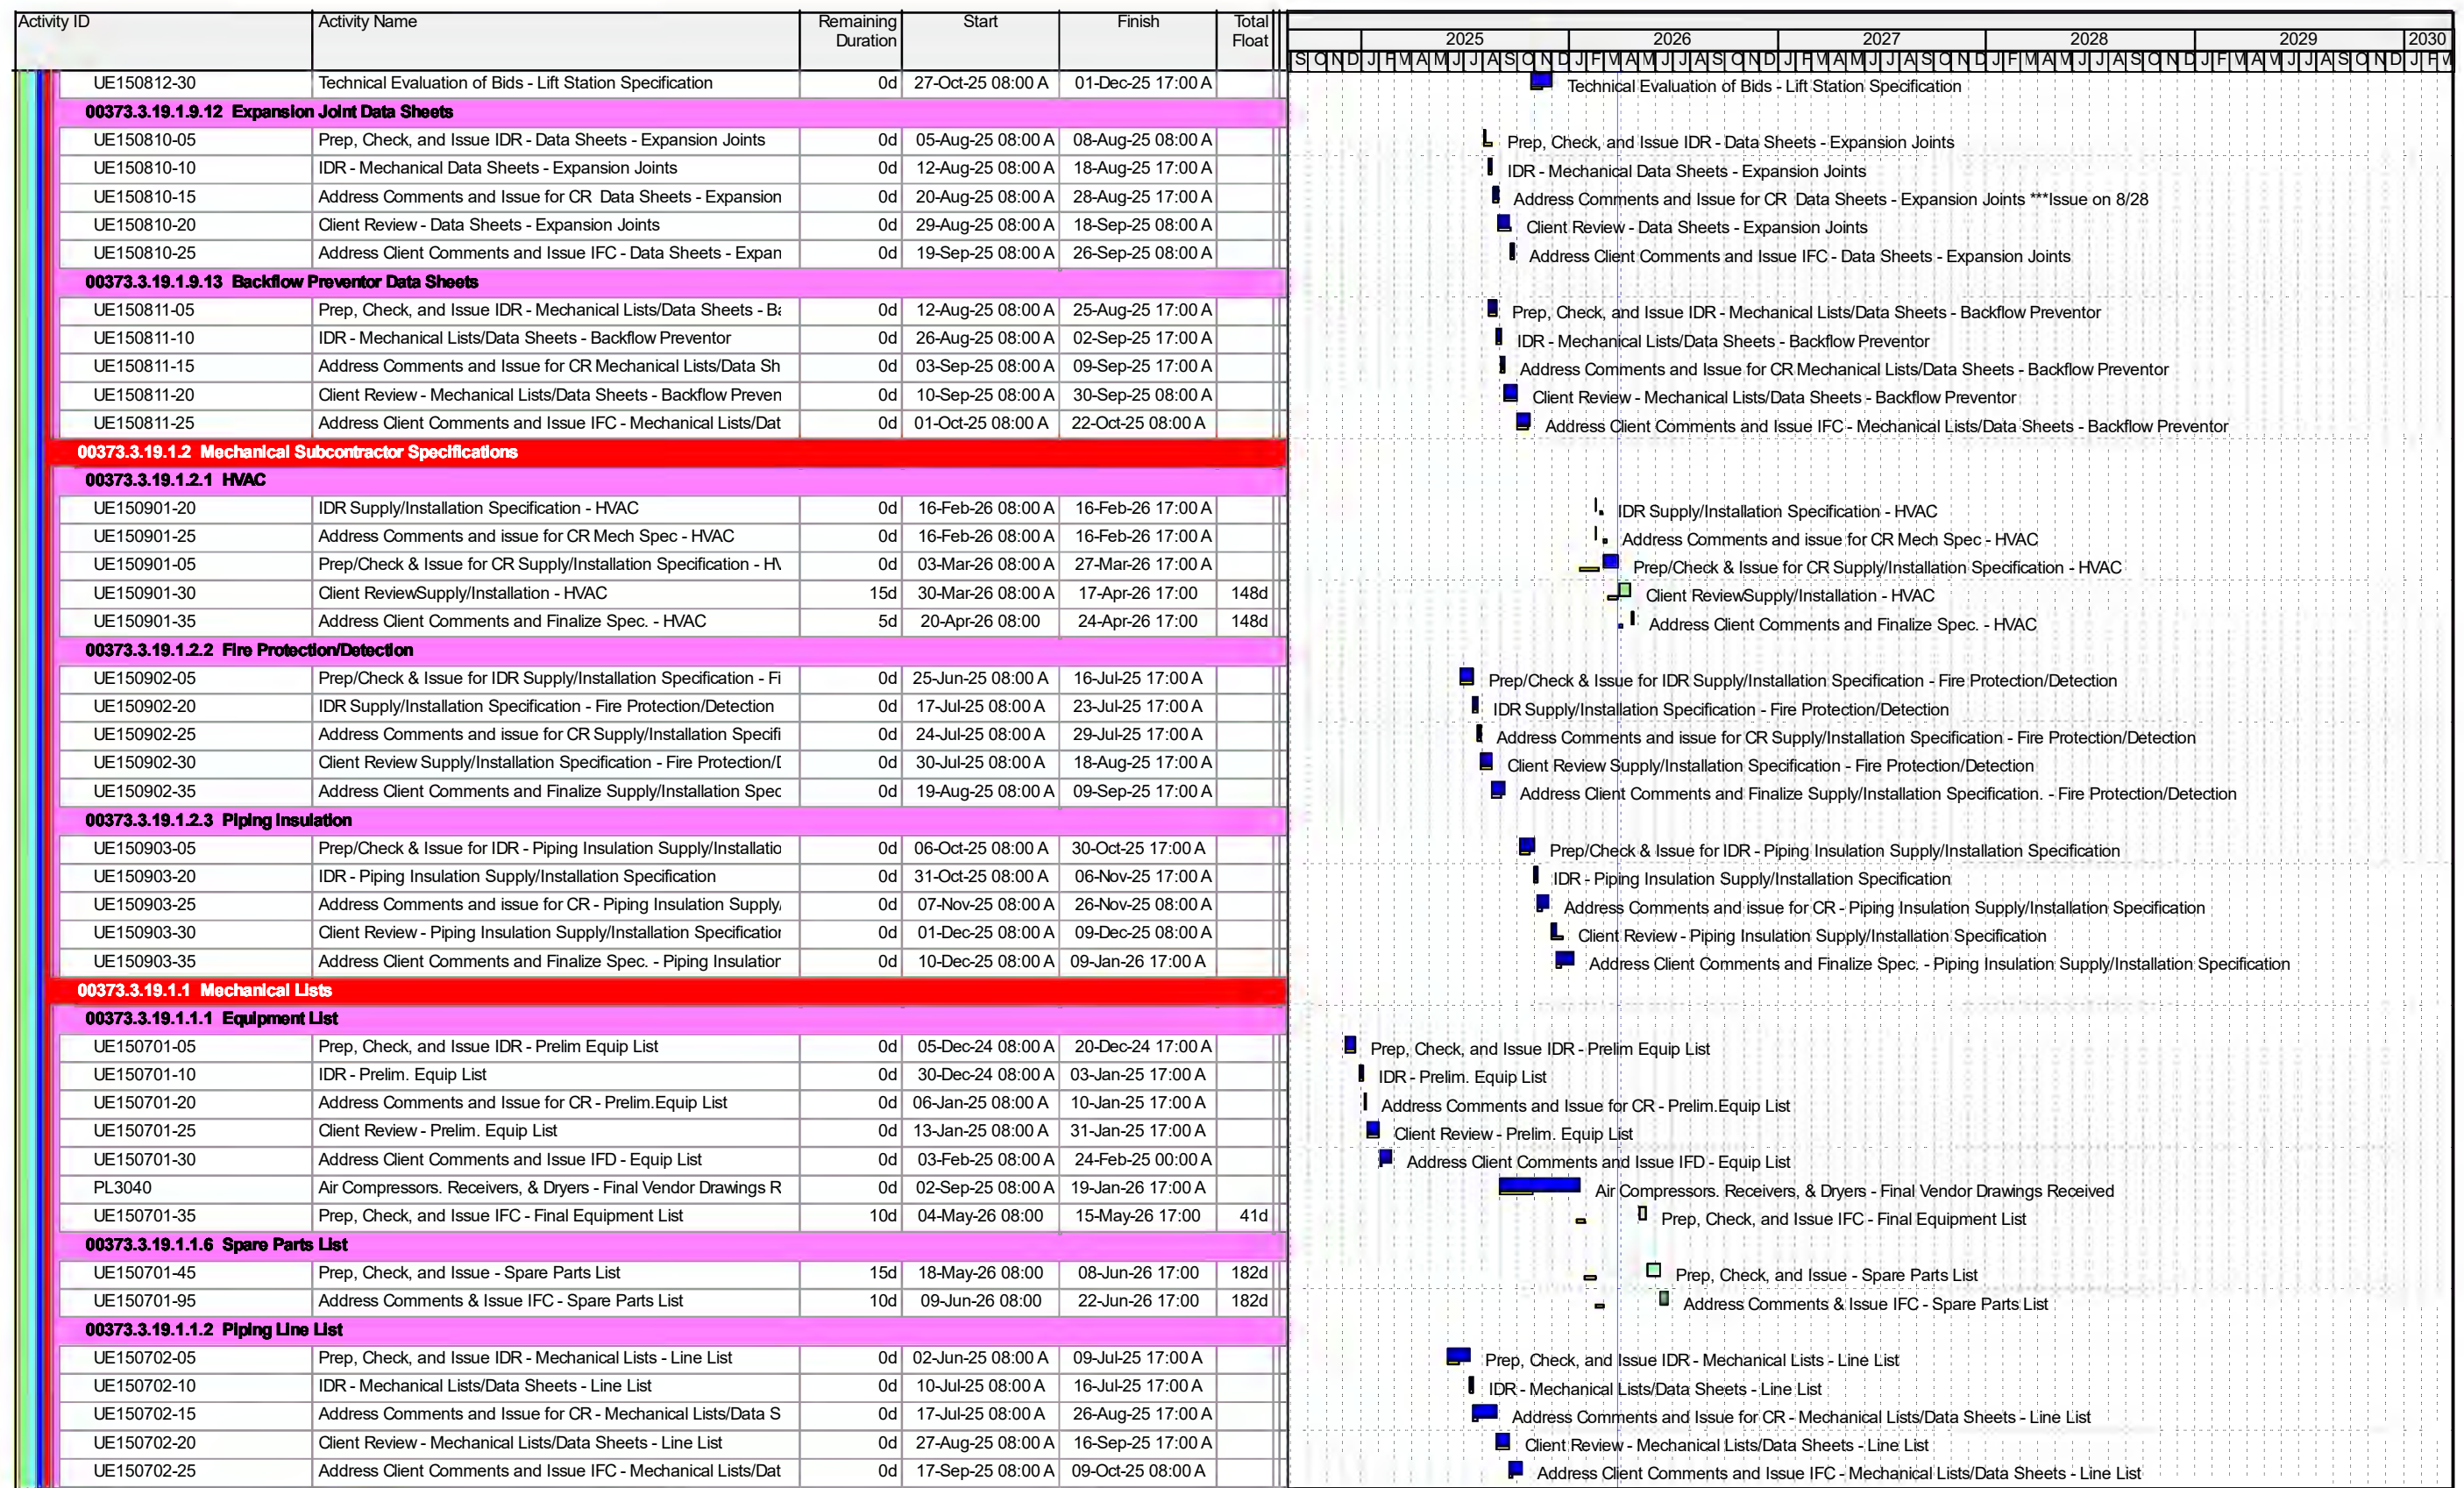 Activity ID Activity Name Remaining Duration Start Finish Total Float
2025 2026 2027 2028 2029 2030
S O N D J F M A M J J A S O N D J F M A M J J A S O N D J F M A M J J A S O N D J F M A M J J A S O N D J F M A M J J A S O N D J F M
UE150812-30 Technical Evaluation of Bids - Lift Station Specification 0d 27-Oct-25 08:00 A 01-Dec-25 17:00 A Technical Evaluation of Bids - Lift Station Specification
00373.3.19.1.9.12 Expansion Joint Data Sheets
UE150810-05 Prep, Check, and Issue IDR - Data Sheets - Expansion Joints 0d 05-Aug-25 08:00 A 08-Aug-25 08:00 A Prep, Check, and Issue IDR - Data Sheets - Expansion Joints
UE150810-10 IDR - Mechanical Data Sheets - Expansion Joints 0d 12-Aug-25 08:00 A 18-Aug-25 17:00 A IDR - Mechanical Data Sheets - Expansion Joints
UE150810-15 Address Comments and Issue for CR Data Sheets - Expansion 0d 20-Aug-25 08:00 A 28-Aug-25 17:00 A Address Comments and Issue for CR Data Sheets - Expansion Joints ***Issue on 8/28
UE150810-20 Client Review - Data Sheets - Expansion Joints 0d 29-Aug-25 08:00 A 18-Sep-25 08:00 A Client Review - Data Sheets - Expansion Joints
UE150810-25 Address Client Comments and Issue IFC - Data Sheets - Expan 0d 19-Sep-25 08:00 A 26-Sep-25 08:00 A Address Client Comments and Issue IFC - Data Sheets - Expansion Joints
00373.3.19.1.9.13 Backflow Preventor Data Sheets
UE150811-05 Prep, Check, and Issue IDR - Mechanical Lists/Data Sheets - Ba 0d 12-Aug-25 08:00 A 25-Aug-25 17:00 A Prep, Check, and Issue IDR - Mechanical Lists/Data Sheets - Backflow Preventor
UE150811-10 IDR - Mechanical Lists/Data Sheets - Backflow Preventor 0d 26-Aug-25 08:00 A 02-Sep-25 17:00 A IDR - Mechanical Lists/Data Sheets - Backflow Preventor
UE150811-15 Address Comments and Issue for CR Mechanical Lists/Data Sh 0d 03-Sep-25 08:00 A 09-Sep-25 17:00 A Address Comments and Issue for CR Mechanical Lists/Data Sheets - Backflow Preventor
UE150811-20 Client Review - Mechanical Lists/Data Sheets - Backflow Preven 0d 10-Sep-25 08:00 A 30-Sep-25 08:00 A Client Review - Mechanical Lists/Data Sheets - Backflow Preventor
UE150811-25 Address Client Comments and Issue IFC - Mechanical Lists/Dat 0d 01-Oct-25 08:00 A 22-Oct-25 08:00 A Address Client Comments and Issue IFC - Mechanical Lists/Data Sheets - Backflow Preventor
00373.3.19.1.2 Mechanical Subcontractor Specifications
00373.3.19.1.2.1 HVAC
UE150901-20 IDR Supply/Installation Specification - HVAC 0d 16-Feb-26 08:00 A 16-Feb-26 17:00 A IDR Supply/Installation Specification - HVAC
UE150901-25 Address Comments and issue for CR Mech Spec - HVAC 0d 16-Feb-26 08:00 A 16-Feb-26 17:00 A Address Comments and issue for CR Mech Spec - HVAC
UE150901-05 Prep/Check & Issue for CR Supply/Installation Specification - HV 0d 03-Mar-26 08:00 A 27-Mar-26 17:00 A Prep/Check & Issue for CR Supply/Installation Specification - HVAC
UE150901-30 Client ReviewSupply/Installation - HVAC 15d 30-Mar-26 08:00 A 17-Apr-26 17:00 148d Client ReviewSupply/Installation - HVAC
UE150901-35 Address Client Comments and Finalize Spec. - HVAC 5d 20-Apr-26 08:00 24-Apr-26 17:00 148d Address Client Comments and Finalize Spec. - HVAC
00373.3.19.1.2.2 Fire Protection/Detection
UE150902-05 Prep/Check & Issue for IDR Supply/Installation Specification - Fi 0d 25-Jun-25 08:00 A 16-Jul-25 17:00 A Prep/Check & Issue for IDR Supply/Installation Specification - Fire Protection/Detection
UE150902-20 IDR Supply/Installation Specification - Fire Protection/Detection 0d 17-Jul-25 08:00 A 23-Jul-25 17:00 A IDR Supply/Installation Specification - Fire Protection/Detection
UE150902-25 Address Comments and issue for CR Supply/Installation Specifi 0d 24-Jul-25 08:00 A 29-Jul-25 17:00 A Address Comments and issue for CR Supply/Installation Specification - Fire Protection/Detection
UE150902-30 Client Review Supply/Installation Specification - Fire Protection/D 0d 30-Jul-25 08:00 A 18-Aug-25 17:00 A Client Review Supply/Installation Specification - Fire Protection/Detection
UE150902-35 Address Client Comments and Finalize Supply/Installation Spec 0d 19-Aug-25 08:00 A 09-Sep-25 17:00 A Address Client Comments and Finalize Supply/Installation Specification. - Fire Protection/Detection
00373.3.19.1.2.3 Piping Insulation
UE150903-05 Prep/Check & Issue for IDR - Piping Insulation Supply/Installatio 0d 06-Oct-25 08:00 A 30-Oct-25 17:00 A Prep/Check & Issue for IDR - Piping Insulation Supply/Installation Specification
UE150903-20 IDR - Piping Insulation Supply/Installation Specification 0d 31-Oct-25 08:00 A 06-Nov-25 17:00 A IDR - Piping Insulation Supply/Installation Specification
UE150903-25 Address Comments and issue for CR - Piping Insulation Supply/ 0d 07-Nov-25 08:00 A 26-Nov-25 08:00 A Address Comments and issue for CR - Piping Insulation Supply/Installation Specification
UE150903-30 Client Review - Piping Insulation Supply/Installation Specification 0d 01-Dec-25 08:00 A 09-Dec-25 08:00 A Client Review - Piping Insulation Supply/Installation Specification
UE150903-35 Address Client Comments and Finalize Spec. - Piping Insulation 0d 10-Dec-25 08:00 A 09-Jan-26 17:00 A Address Client Comments and Finalize Spec. - Piping Insulation Supply/Installation Specification
00373.3.19.1.1 Mechanical Lists
00373.3.19.1.1.1 Equipment List
UE150701-05 Prep, Check, and Issue IDR - Prelim Equip List 0d 05-Dec-24 08:00 A 20-Dec-24 17:00 A Prep, Check, and Issue IDR - Prelim Equip List
UE150701-10 IDR - Prelim. Equip List 0d 30-Dec-24 08:00 A 03-Jan-25 17:00 A IDR - Prelim. Equip List
UE150701-20 Address Comments and Issue for CR - Prelim.Equip List 0d 06-Jan-25 08:00 A 10-Jan-25 17:00 A Address Comments and Issue for CR - Prelim.Equip List
UE150701-25 Client Review - Prelim. Equip List 0d 13-Jan-25 08:00 A 31-Jan-25 17:00 A Client Review - Prelim. Equip List
UE150701-30 Address Client Comments and Issue IFD - Equip List 0d 03-Feb-25 08:00 A 24-Feb-25 00:00 A Address Client Comments and Issue IFD - Equip List
PL3040 Air Compressors. Receivers, & Dryers - Final Vendor Drawings R 0d 02-Sep-25 08:00 A 19-Jan-26 17:00 A Air Compressors. Receivers, & Dryers - Final Vendor Drawings Received
UE150701-35 Prep, Check, and Issue IFC - Final Equipment List 10d 04-May-26 08:00 15-May-26 17:00 41d Prep, Check, and Issue IFC - Final Equipment List
00373.3.19.1.1.6 Spare Parts List
UE150701-45 Prep, Check, and Issue - Spare Parts List 15d 18-May-26 08:00 08-Jun-26 17:00 182d Prep, Check, and Issue - Spare Parts List
UE150701-95 Address Comments & Issue IFC - Spare Parts List 10d 09-Jun-26 08:00 22-Jun-26 17:00 182d Address Comments & Issue IFC - Spare Parts List
00373.3.19.1.1.2 Piping Line List
UE150702-05 Prep, Check, and Issue IDR - Mechanical Lists - Line List 0d 02-Jun-25 08:00 A 09-Jul-25 17:00 A Prep, Check, and Issue IDR - Mechanical Lists - Line List
UE150702-10 IDR - Mechanical Lists/Data Sheets - Line List 0d 10-Jul-25 08:00 A 16-Jul-25 17:00 A IDR - Mechanical Lists/Data Sheets - Line List
UE150702-15 Address Comments and Issue for CR - Mechanical Lists/Data S 0d 17-Jul-25 08:00 A 26-Aug-25 17:00 A Address Comments and Issue for CR - Mechanical Lists/Data Sheets - Line List
UE150702-20 Client Review - Mechanical Lists/Data Sheets - Line List 0d 27-Aug-25 08:00 A 16-Sep-25 17:00 A Client Review - Mechanical Lists/Data Sheets - Line List
UE150702-25 Address Client Comments and Issue IFC - Mechanical Lists/Dat 0d 17-Sep-25 08:00 A 09-Oct-25 08:00 A Address Client Comments and Issue IFC - Mechanical Lists/Data Sheets - Line List